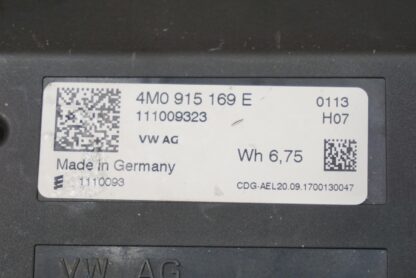 4M0 915 169 E 0113
111009323 H07
VW AG
Wh 6,75
Made in Germany
1110093
CDG-AEL20.09.1700130047
VW AG